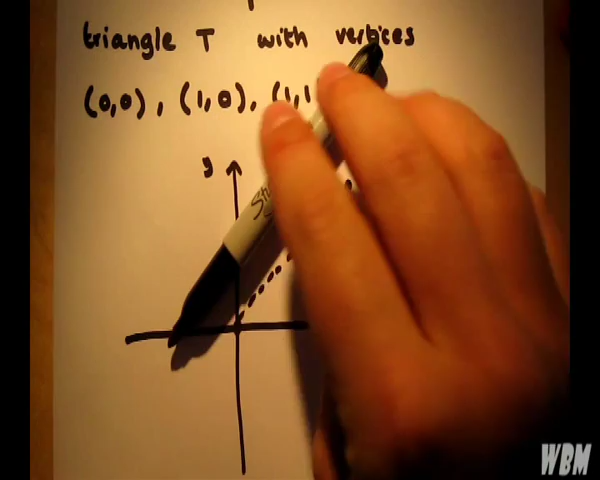 triangle T with vertices
(0,0), (1,0), (1,1
y
WBM